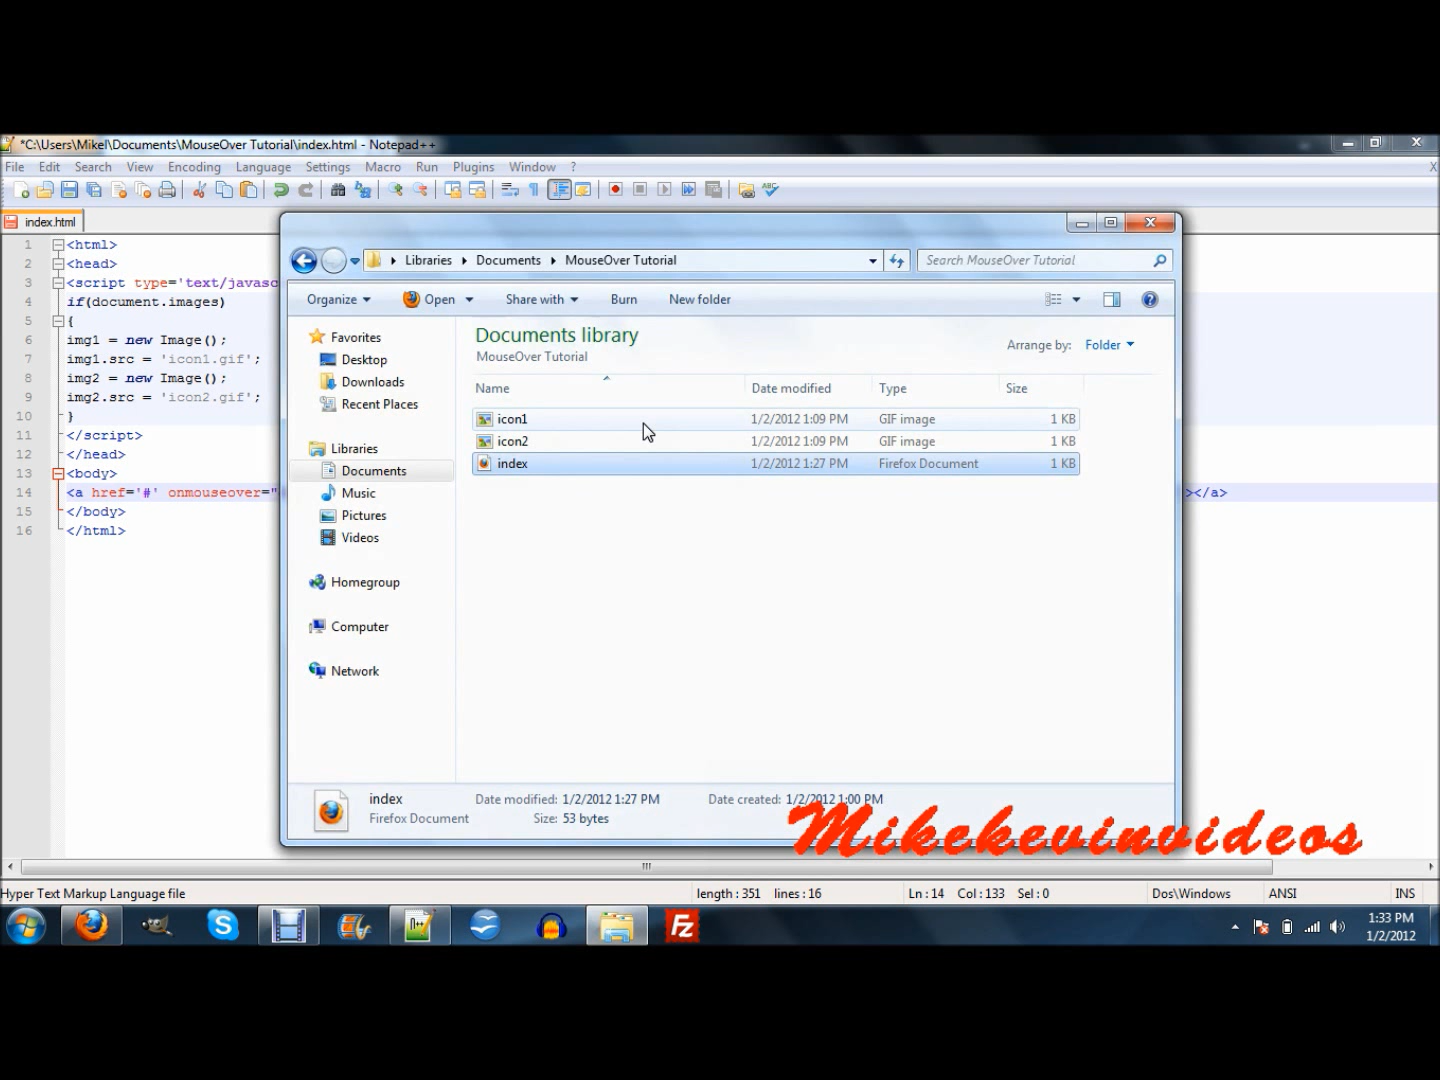 *C:\Users\Mikel\Documents\MouseOver Tutorial\index.html - Notepad++
File Edit Search View Encoding Language Settings Macro Run Plugins Window ? X
index.html
1 <html>
2 <head>
3 <script type='text/javasc
4 if(document.images)
5 {
6 img1 = new Image();
7 img1.src = 'icon1.gif';
8 img2 = new Image();
9 img2.src = 'icon2.gif';
10 }
11 </script>
12 </head>
13 <body>
14 <a href='#' onmouseover=" ></a>
15 </body>
16 </html>
Libraries Documents MouseOver Tutorial
Search MouseOver Tutorial
Organize Open Share with Burn New folder
Favorites
Desktop
Downloads
Recent Places
Libraries
Documents
Music
Pictures
Videos
Homegroup
Computer
Network
Documents library
MouseOver Tutorial
Arrange by: Folder
Name Date modified Type Size
icon1 1/2/2012 1:09 PM GIF image 1 KB
icon2 1/2/2012 1:09 PM GIF image 1 KB
index 1/2/2012 1:27 PM Firefox Document 1 KB
index Date modified: 1/2/2012 1:27 PM Date created: 1/2/2012 1:00 PM
Firefox Document Size: 53 bytes
Mikekevinvideos
Hyper Text Markup Language file length : 351 lines : 16 Ln : 14 Col : 133 Sel : 0 Dos\Windows ANSI INS
1:33 PM
1/2/2012